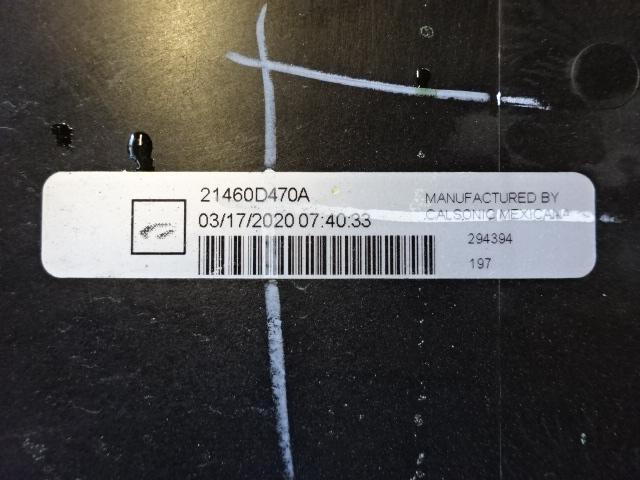 21460D470A
03/17/2020 07:40:33
MANUFACTURED BY
CALSONIC MEXICANA
294394
197